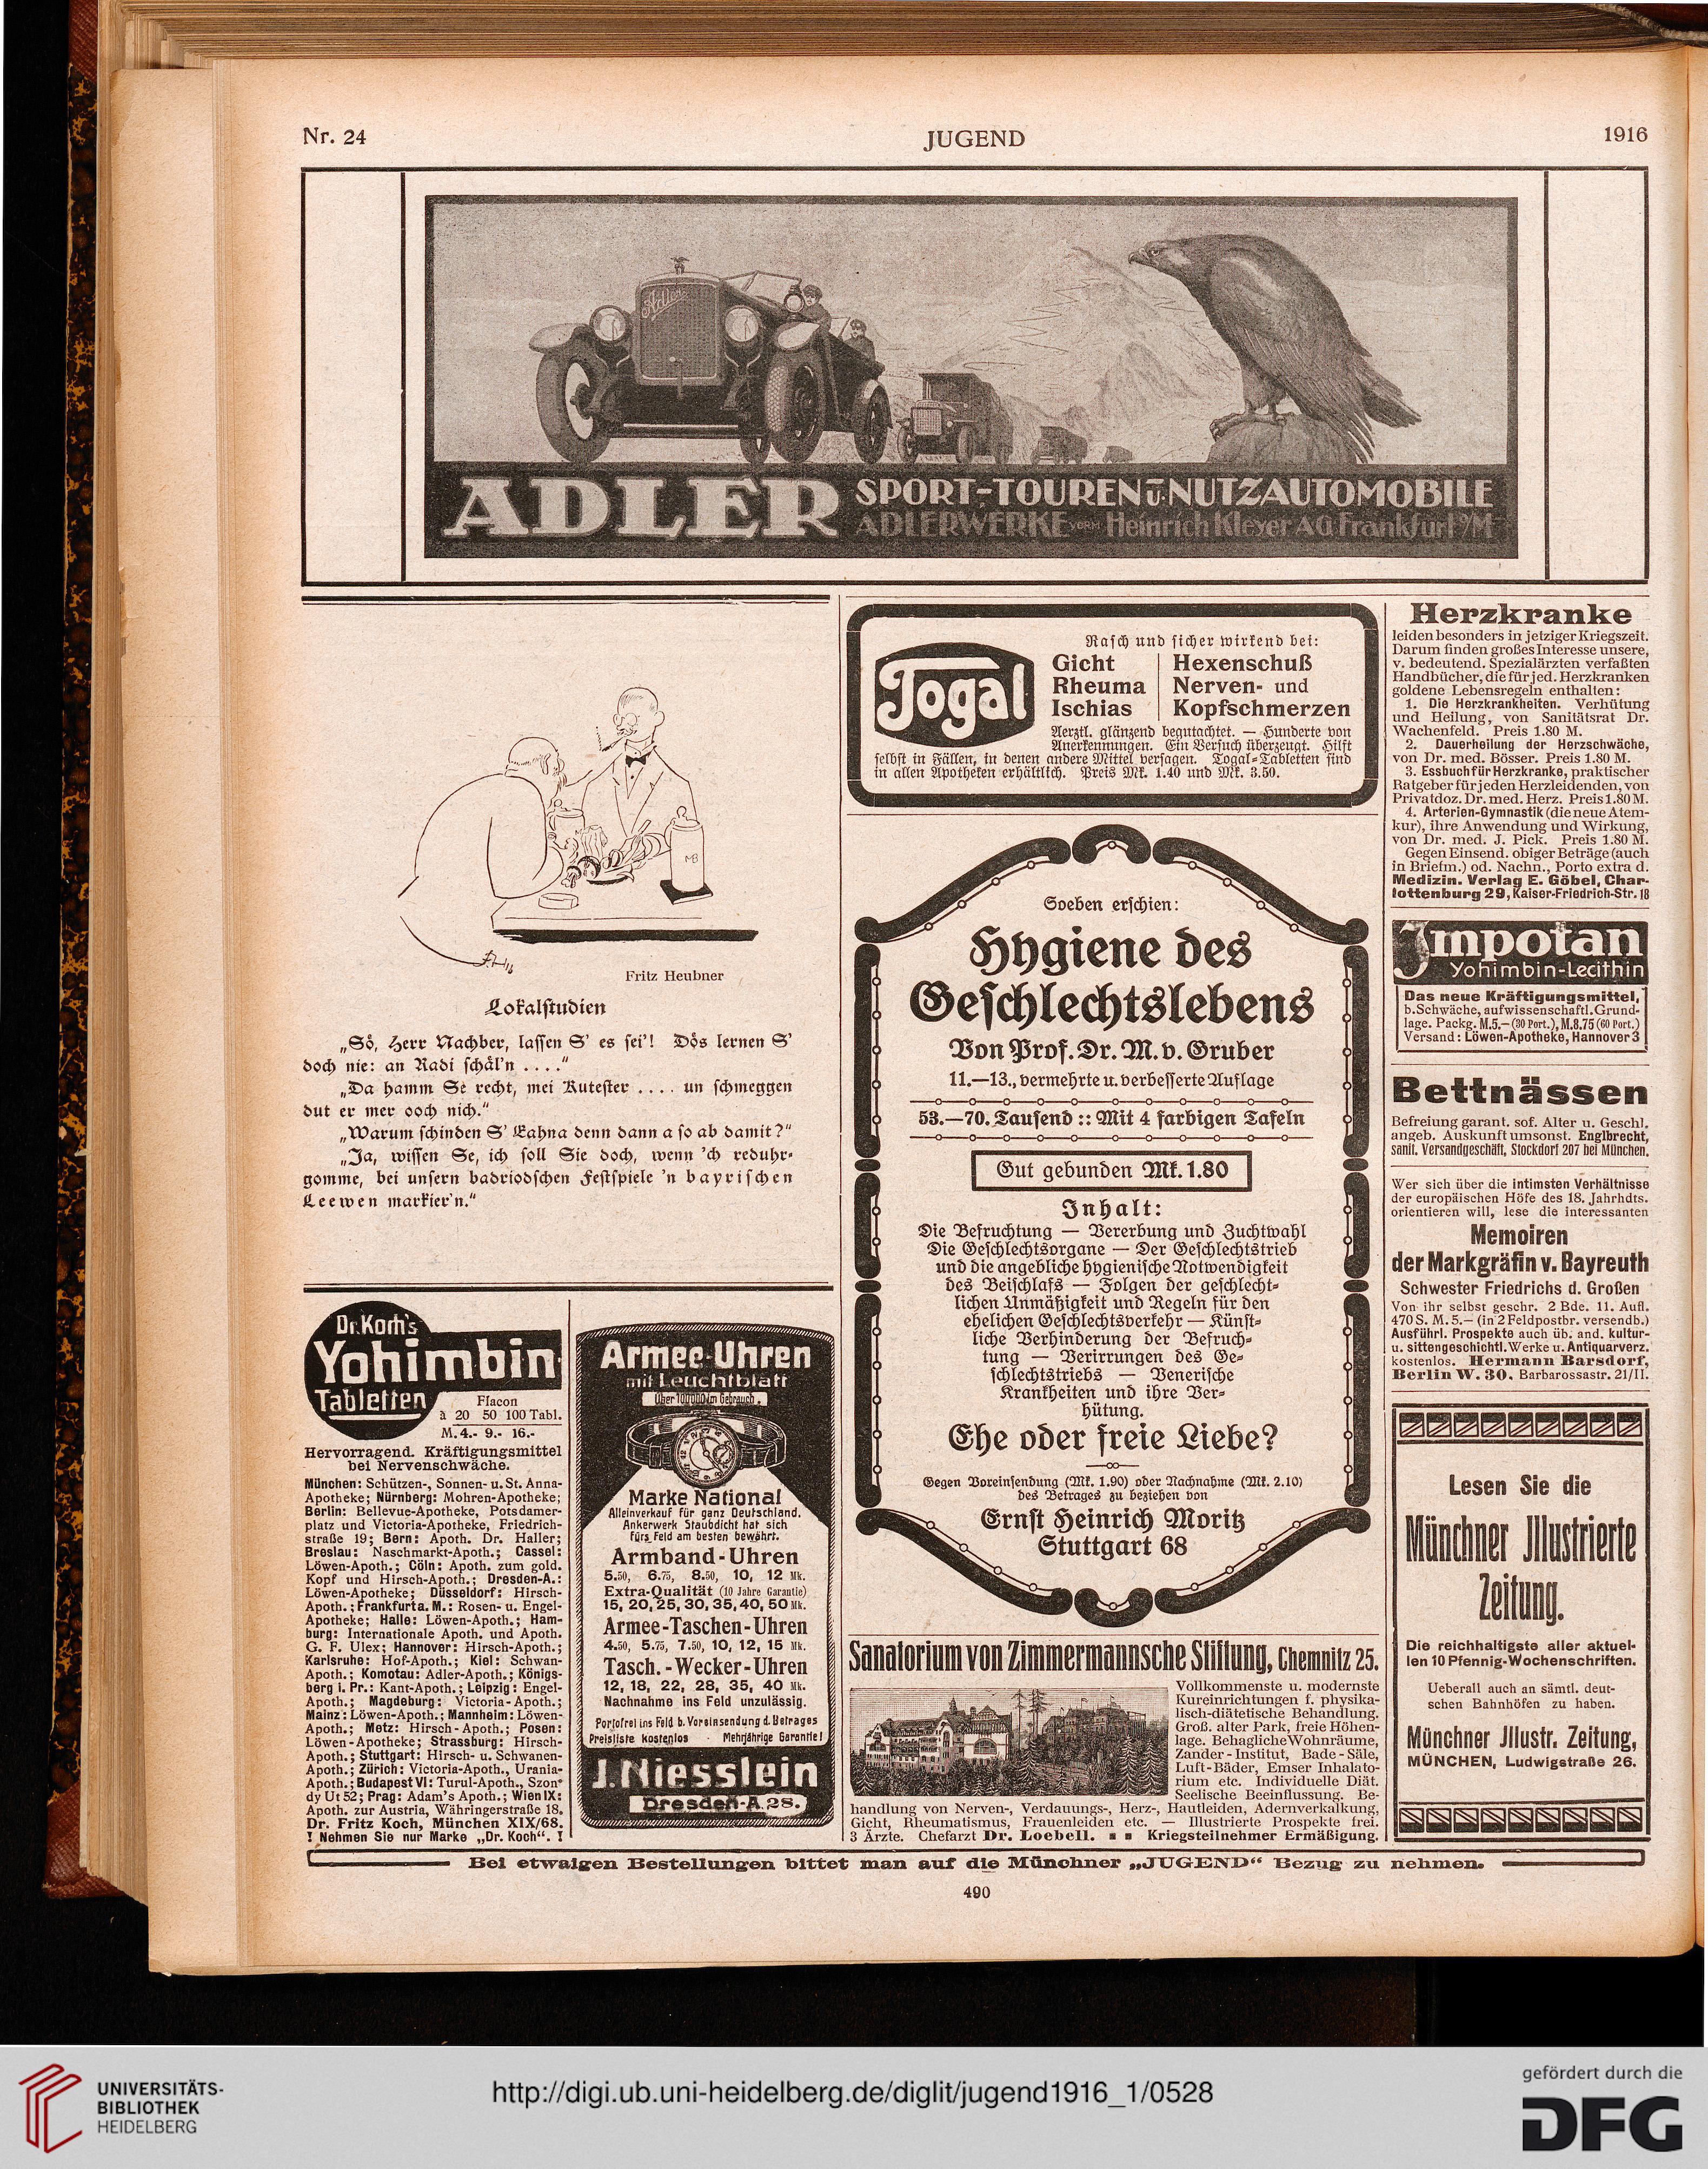 Nr. 24
JUGEND
1916
Adler
ADLER
SPORT-TOUREN U. NUTZAUTOMOBILE
ADLERWERKE VORM Heinrich Kleyer AG Frankfurt a/M
MB
Fritz Heubner
Lokalstudien
„Sô, Herr Nachber, lassen S' es sei'! Dös lernen S'
doch nie: an Radi schäl'n ...."
„Da hamm Se recht, mei Kutester .... un schmeggen
dut er mer ooch nich."
„Warum schinden S' Eahna denn dann a so ab damit?"
„Ja, wissen Se, ich soll Sie doch, wenn 'ch reduhr-
gomme, bei unsern badriodschen Festspiele 'n bayrischen
Leewen markier'n."
Dr. Koch's
Yohimbin
Tabletten
Flacon
à 20 50 100 Tabl.
M. 4.- 9.- 16.-
Hervorragend. Kräftigungsmittel
bei Nervenschwäche.
München: Schützen-, Sonnen- u. St. Anna-
Apotheke; Nürnberg: Mohren-Apotheke;
Berlin: Bellevue-Apotheke, Potsdamer-
platz und Victoria-Apotheke, Friedrich-
straße 19; Bern: Apoth. Dr. Haller;
Breslau: Naschmarkt-Apoth.; Cassel:
Löwen-Apoth.; Cöln: Apoth. zum gold.
Kopf und Hirsch-Apoth.; Dresden-A.:
Löwen-Apotheke; Düsseldorf: Hirsch-
Apoth.; Frankfurt a. M.: Rosen- u. Engel-
Apotheke; Halle: Löwen-Apoth.; Ham-
burg: Internationale Apoth. und Apoth.
G. F. Ulex; Hannover: Hirsch-Apoth.;
Karlsruhe: Hof-Apoth.; Kiel: Schwan-
Apoth.; Komotau: Adler-Apoth.; Königs-
berg i. Pr.: Kant-Apoth.; Leipzig: Engel-
Apoth.; Magdeburg: Victoria-Apoth.;
Mainz: Löwen-Apoth.; Mannheim: Löwen-
Apoth.; Metz: Hirsch-Apoth.; Posen:
Löwen-Apotheke; Strassburg: Hirsch-
Apoth.; Stuttgart: Hirsch- u. Schwanen-
Apoth.; Zürich: Victoria-Apoth., Urania-
Apoth.; Budapest VI: Turul-Apoth., Szon-
dy Ut 52; Prag: Adam's Apoth.; Wien IX:
Apoth. zur Austria, Währingerstraße 18.
Dr. Fritz Koch, München XIX/68.
! Nehmen Sie nur Marke „Dr. Koch“. !
Armee-Uhren
mit Leuchtblatt
Über 100000 im Gebrauch.
Marke National
Alleinverkauf für ganz Deutschland.
Ankerwerk Staubdicht hat sich
fürs Feld am besten bewährt.
Armband-Uhren
5.50, 6.75, 8.50, 10, 12 Mk.
Extra-Qualität (10 Jahre Garantie)
15, 20, 25, 30, 35, 40, 50 Mk.
Armee-Taschen-Uhren
4.50, 5.75, 7.50, 10, 12, 15 Mk.
Tasch.-Wecker-Uhren
12, 18, 22, 28, 35, 40 Mk.
Nachnahme ins Feld unzulässig.
Portofrei ins Feld b. Voreinsendung d. Betrages
Preisliste kostenlos · Mehrjährige Garantie!
J. Niesslein
Dresden-A. 28.
Togal
Rasch und sicher wirkend bei:
Gicht
Rheuma
Ischias
Hexenschuß
Nerven- und
Kopfschmerzen
Aerztl. glänzend begutachtet. — Hunderte von
Anerkennungen. Ein Versuch überzeugt. Hilft
selbst in Fällen, in denen andere Mittel versagen. Togal-Tabletten sind
in allen Apotheken erhältlich. Preis Mk. 1.40 und Mk. 3.50.
Soeben erschien:
Hygiene des
Geschlechtslebens
Von Prof. Dr. M. v. Gruber
11.—13., vermehrte u. verbesserte Auflage
53.—70. Tausend :: Mit 4 farbigen Tafeln
Gut gebunden Mk. 1.80
Inhalt:
Die Befruchtung — Vererbung und Zuchtwahl
Die Geschlechtsorgane — Der Geschlechtstrieb
und die angebliche hygienische Notwendigkeit
des Beischlafs — Folgen der geschlecht-
lichen Unmäßigkeit und Regeln für den
ehelichen Geschlechtsverkehr — Künst-
liche Verhinderung der Befruch-
tung — Verirrungen des Ge-
schlechtstriebs — Venerische
Krankheiten und ihre Ver-
hütung.
Ehe oder freie Liebe?
Gegen Voreinsendung (Mk. 1.90) oder Nachnahme (Mk. 2.10)
des Betrages zu beziehen von
Ernst Heinrich Moritz
Stuttgart 68
Sanatorium von Zimmermannsche Stiftung, Chemnitz 25.
Vollkommenste u. modernste
Kureinrichtungen f. physika-
lisch-diätetische Behandlung.
Groß. alter Park, freie Höhen-
lage. Behagliche Wohnräume,
Zander-Institut, Bade-Säle,
Luft-Bäder, Emser Inhalato-
rium etc. Individuelle Diät.
Seelische Beeinflussung. Be-
handlung von Nerven-, Verdauungs-, Herz-, Hautleiden, Adernverkalkung,
Gicht, Rheumatismus, Frauenleiden etc. — Illustrierte Prospekte frei.
3 Ärzte. Chefarzt Dr. Loebell. ▪ ▪ Kriegsteilnehmer Ermäßigung.
Herzkranke
leiden besonders in jetziger Kriegszeit.
Darum finden großes Interesse unsere,
v. bedeutend. Spezialärzten verfaßten
Handbücher, die für jed. Herzkranken
goldene Lebensregeln enthalten:
1. Die Herzkrankheiten. Verhütung
und Heilung, von Sanitätsrat Dr.
Wachenfeld. Preis 1.80 M.
2. Dauerheilung der Herzschwäche,
von Dr. med. Bösser. Preis 1.80 M.
3. Essbuch für Herzkranke, praktischer
Ratgeber für jeden Herzleidenden, von
Privatdoz. Dr. med. Herz. Preis 1.80 M.
4. Arterien-Gymnastik (die neue Atem-
kur), ihre Anwendung und Wirkung,
von Dr. med. J. Pick. Preis 1.80 M.
Gegen Einsend. obiger Beträge (auch
in Briefm.) od. Nachn., Porto extra d.
Medizin. Verlag E. Göbel, Char-
lottenburg 29, Kaiser-Friedrich-Str. 18
Impotan
Yohimbin-Lecithin
Das neue Kräftigungsmittel,
b. Schwäche, auf wissenschaftl. Grund-
lage. Packg. M. 5.— (30 Port.), M. 8.75 (60 Port.)
Versand: Löwen-Apotheke, Hannover 3
Bettnässen
Befreiung garant. sof. Alter u. Geschl.
angeb. Auskunft umsonst. Englbrecht,
sanit. Versandgeschäft, Stockdorf 207 bei München.
Wer sich über die intimsten Verhältnisse
der europäischen Höfe des 18. Jahrhdts.
orientieren will, lese die interessanten
Memoiren
der Markgräfin v. Bayreuth
Schwester Friedrichs d. Großen
Von ihr selbst geschr. 2 Bde. 11. Aufl.
470 S. M. 5.— (in 2 Feldpostbr. versendb.)
Ausführl. Prospekte auch üb. and. kultur-
u. sittengeschichtl. Werke u. Antiquarverz.
kostenlos. Hermann Barsdorf,
Berlin W. 30, Barbarossastr. 21/II.
Lesen Sie die
Münchner Jllustrierte
Zeitung.
Die reichhaltigste aller aktuel-
len 10 Pfennig-Wochenschriften.
Ueberall auch an sämtl. deut-
schen Bahnhöfen zu haben.
Münchner Jllustr. Zeitung,
MÜNCHEN, Ludwigstraße 26.
Bei etwaigen Bestellungen bittet man auf die Münchner „JUGEND“ Bezug zu nehmen.
490
UNIVERSITÄTS-
BIBLIOTHEK
HEIDELBERG
http://digi.ub.uni-heidelberg.de/diglit/jugend1916_1/0528
gefördert durch die
DFG